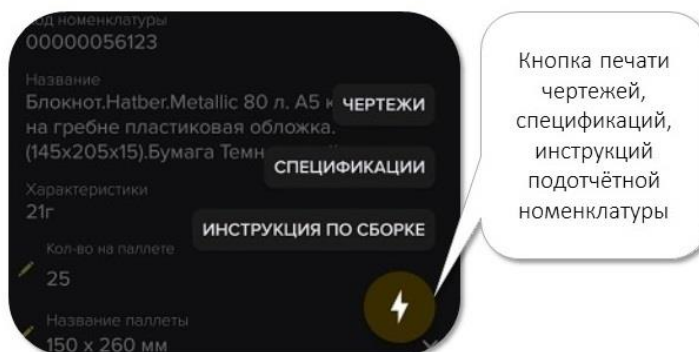 од номенклатуры
00000056123
Название
Блокнот.Hatber.Metallic 80 л. А5 к
на гребне пластиковая обложка.
(145x205x15).Бумага Темн
ЧЕРТЕЖИ
СПЕЦИФИКАЦИИ
Характеристики
21г
ИНСТРУКЦИЯ ПО СБОРКЕ
Кол-во на паллете
25
Название паллеты
150 x 260 мм
Кнопка печати
чертежей,
спецификаций,
инструкций
подотчётной
номенклатуры